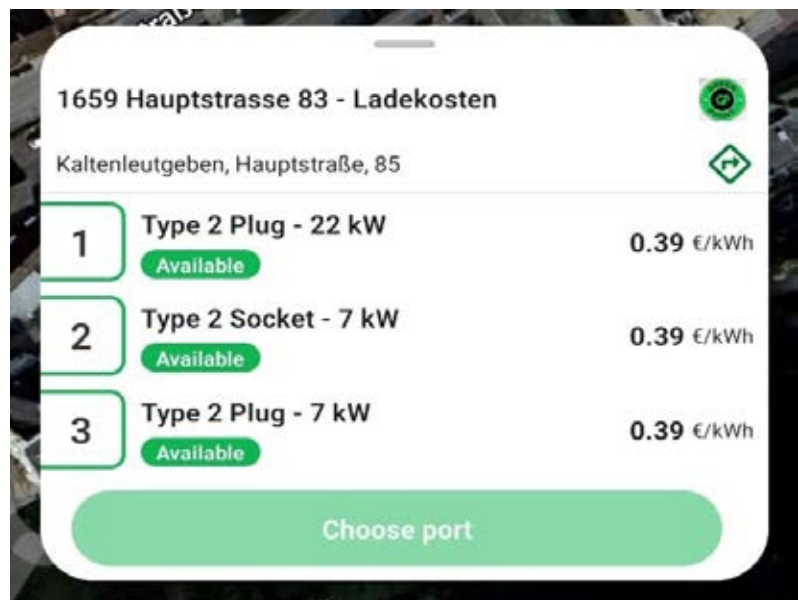 1659 Hauptstrasse 83 - Ladekosten
Kaltenleutgeben, Hauptstraße, 85
1
Type 2 Plug - 22 kW
Available
0.39 €/kWh
2
Type 2 Socket - 7 kW
Available
0.39 €/kWh
3
Type 2 Plug - 7 kW
Available
0.39 €/kWh
Choose port